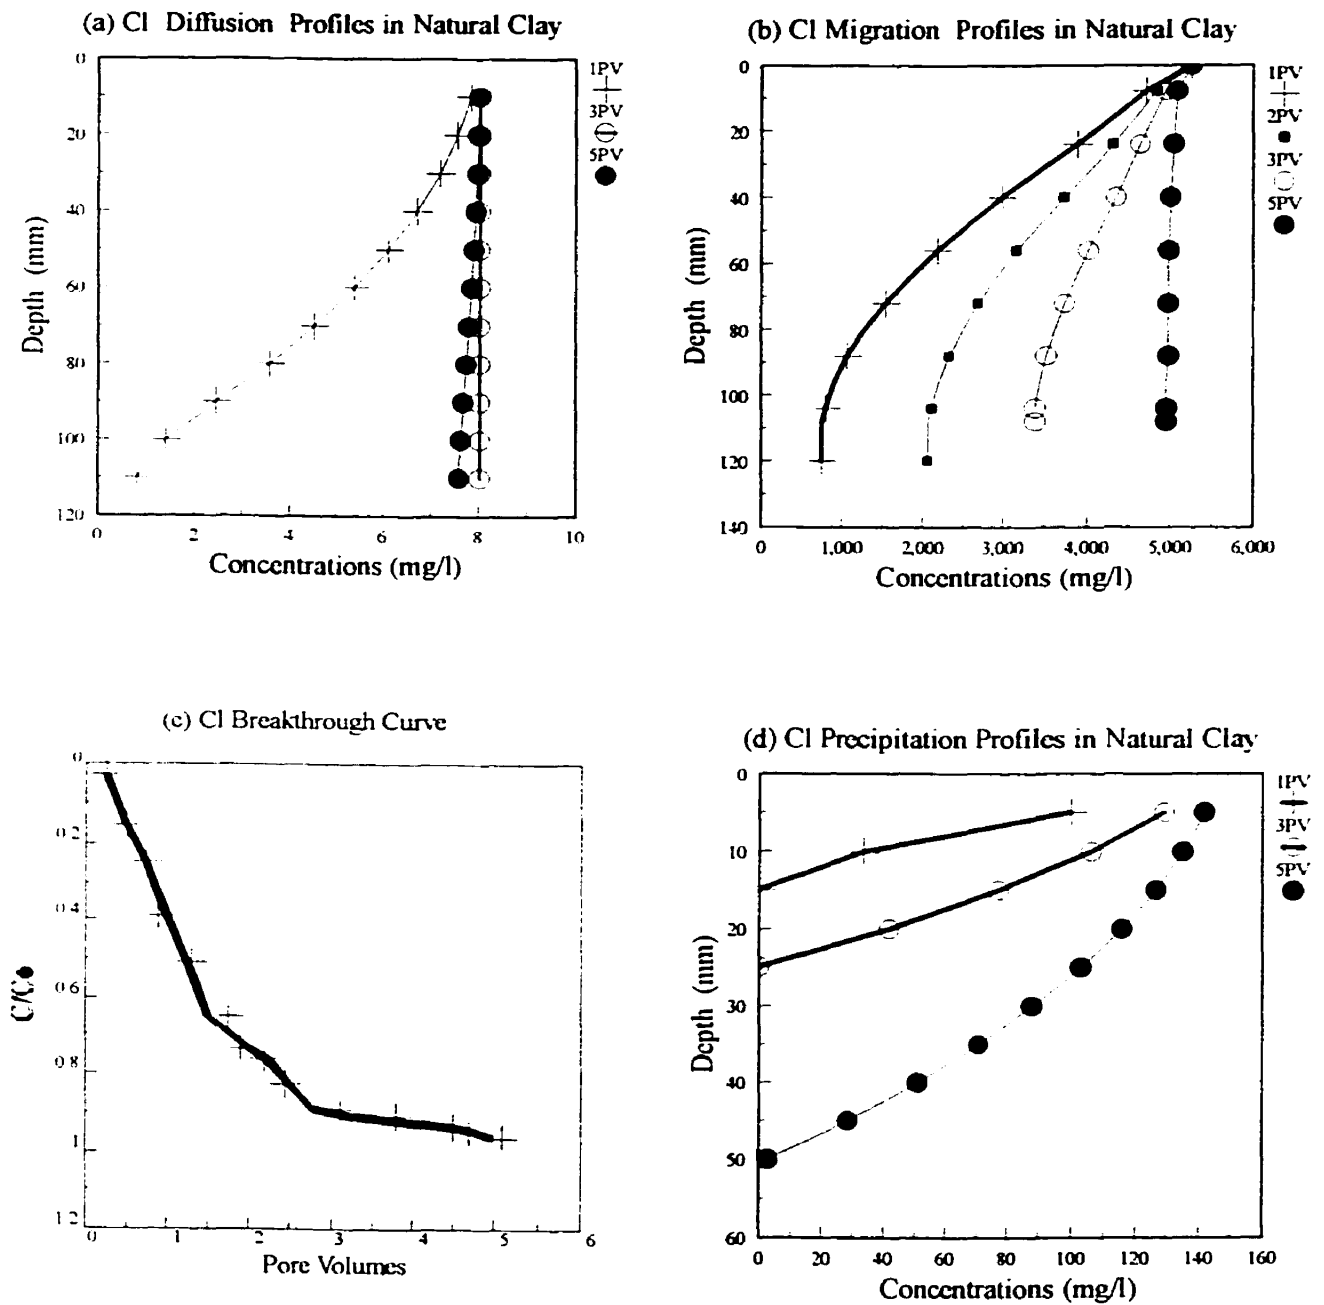 (a) Cl Diffusion Profiles in Natural Clay
0
20
40
60
80
100
120
Depth (mm)
0
2
4
6
8
10
Concentrations (mg/l)
1PV
3PV
5PV
(b) Cl Migration Profiles in Natural Clay
0
20
40
60
80
100
120
140
Depth (mm)
0
1,000
2,000
3,000
4,000
5,000
6,000
Concentrations (mg/l)
1PV
2PV
3PV
5PV
(c) Cl Breakthrough Curve
0
0.2
0.4
0.6
0.8
1
1.2
0
1
2
3
4
5
6
Pore Volumes
(d) Cl Precipitation Profiles in Natural Clay
0
10
20
30
40
50
60
Depth (mm)
0
20
40
60
80
100
120
140
160
Concentrations (mg/l)
1PV
3PV
5PV